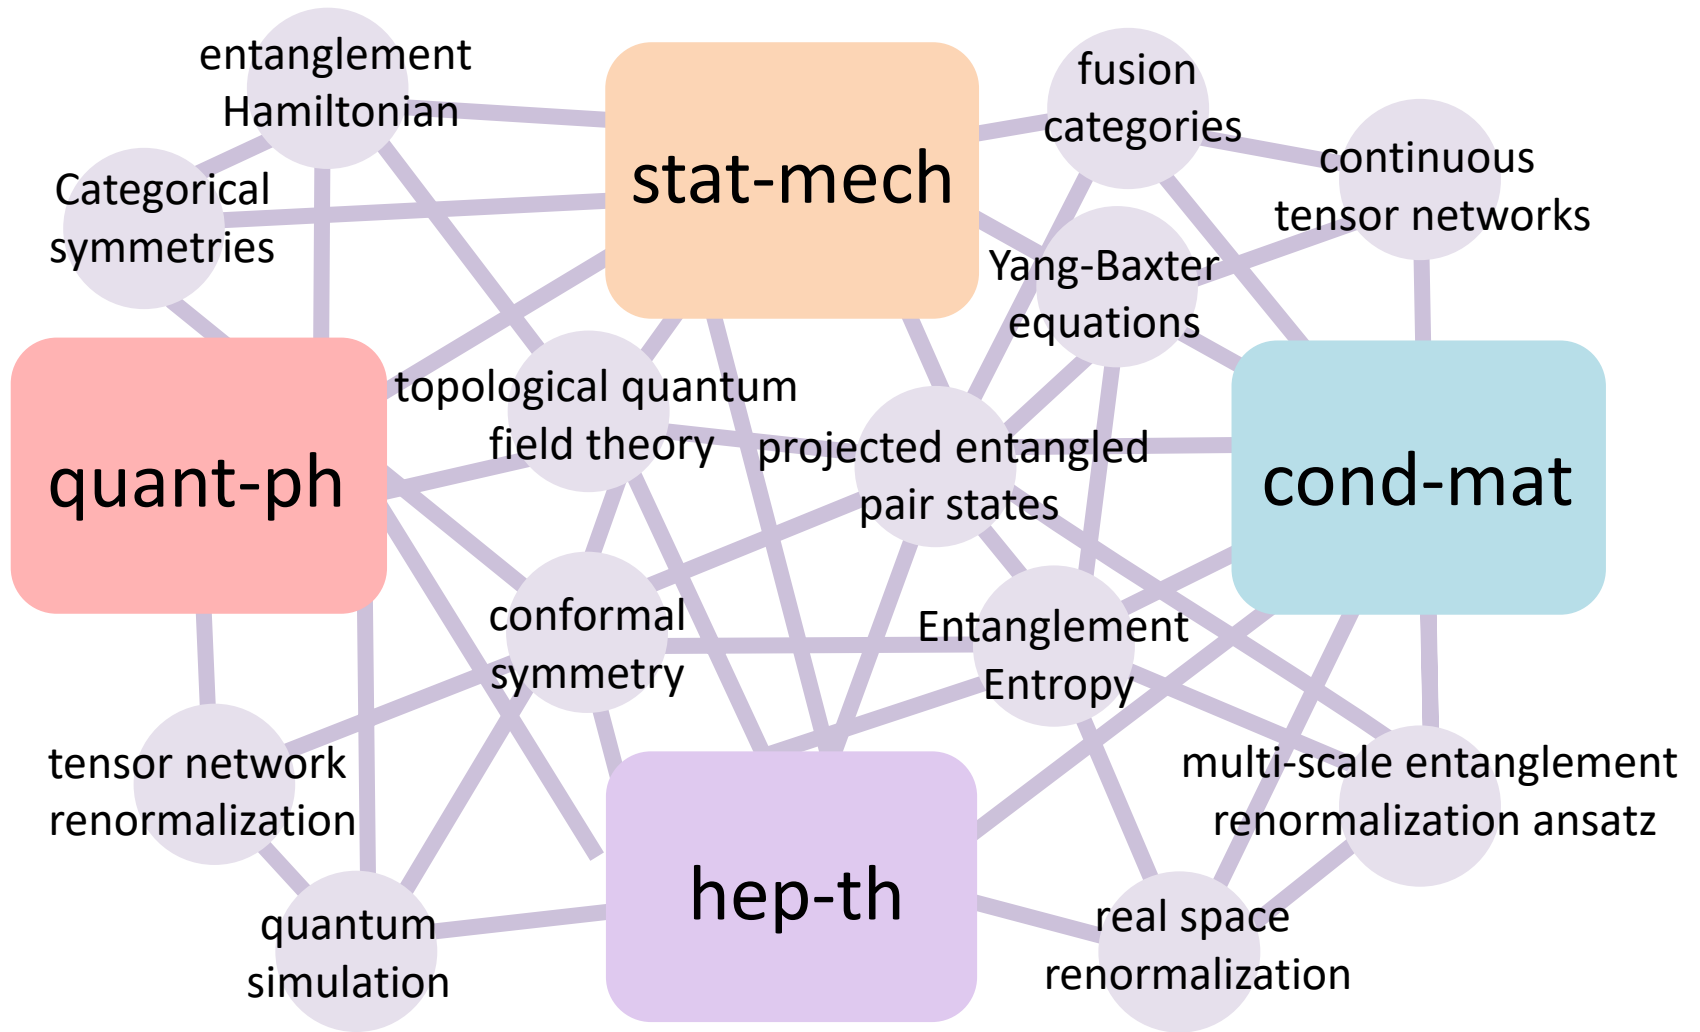 entanglement
Hamiltonian
stat-mech
fusion
categories
continuous
tensor networks
Categorical
symmetries
Yang-Baxter
equations
topological quantum
field theory
projected entangled
pair states
quant-ph
cond-mat
conformal
symmetry
Entanglement
Entropy
tensor network
renormalization
multi-scale entanglement
renormalization ansatz
hep-th
quantum
simulation
real space
renormalization